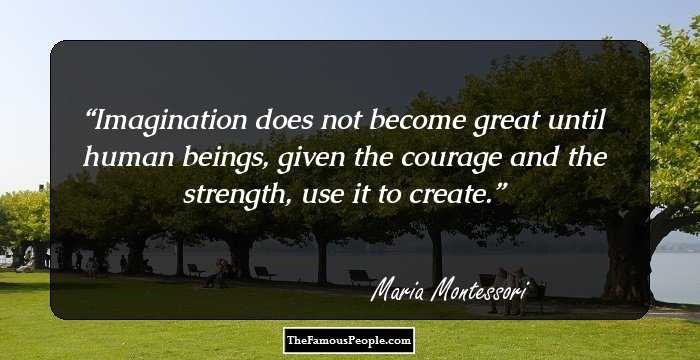 “Imagination does not become great until
human beings, given the courage and the
strength, use it to create.”
Maria Montessori
TheFamousPeople.com